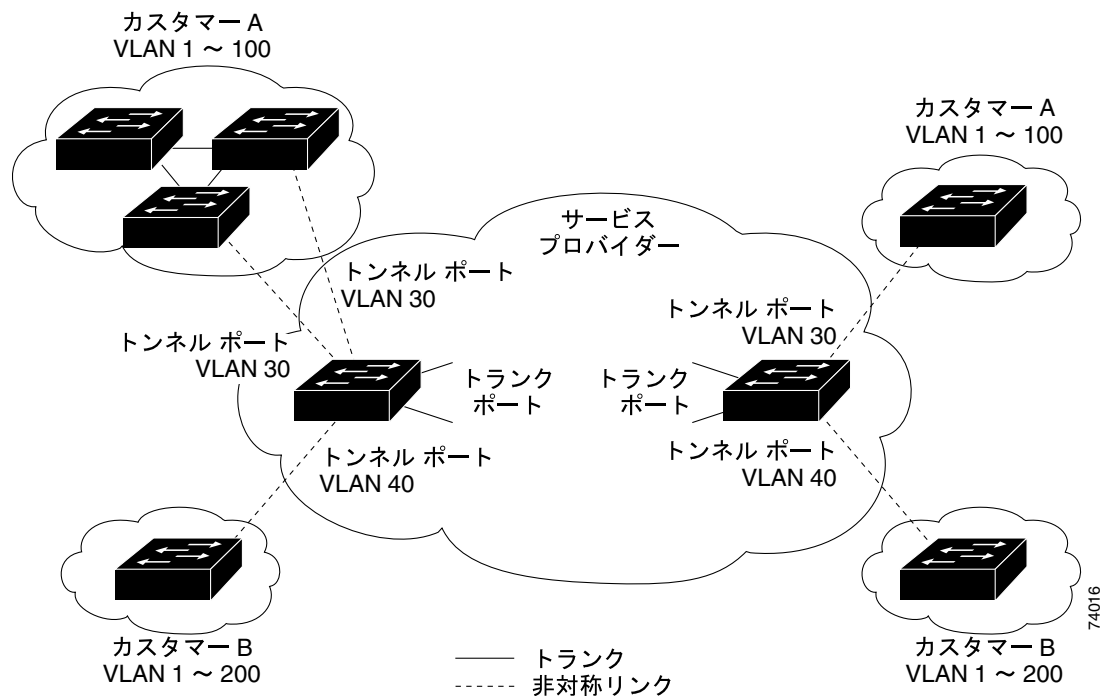 カスタマー A
VLAN 1 ～ 100
カスタマー A
VLAN 1 ～ 100
サービス
プロバイダー
トンネル ポート
VLAN 30
トンネル ポート
VLAN 30
トンネル ポート
VLAN 30
トランク
ポート
トランク
ポート
トンネル ポート
VLAN 40
トンネル ポート
VLAN 40
カスタマー B
VLAN 1 ～ 200
カスタマー B
VLAN 1 ～ 200
トランク
非対称リンク
74016